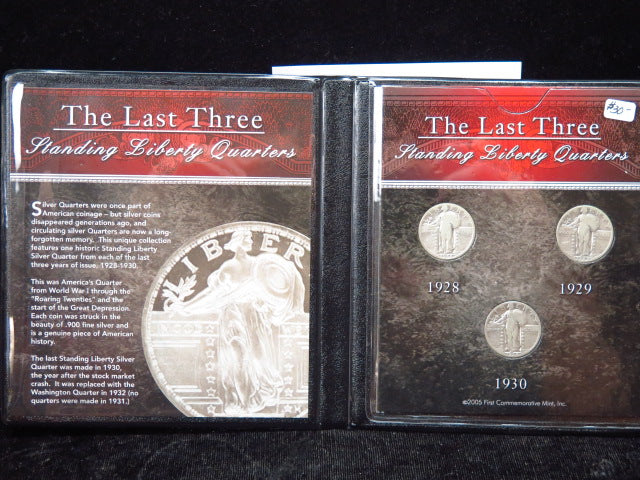 The Last Three
Standing Liberty Quarters
Silver Quarters were once part of
American coinage – but silver coins
disappeared generations ago, and
circulating silver Quarters are now a long-
forgotten memory. This unique collection
features one historic Standing Liberty
Silver Quarter from each of the last
three years of issue: 1928-1930.
This was America's Quarter
from World War I through the
"Roaring Twenties" and the
start of the Great Depression.
Each coin was struck in the
beauty of .900 fine silver and
is a genuine piece of American
history.
The last Standing Liberty Silver
Quarter was made in 1930,
the year after the stock market
crash. It was replaced with the
Washington Quarter in 1932 (no
quarters were made in 1931.)
LIBER
$30-
The Last Three
Standing Liberty Quarters
1928
1929
1930
©2005 First Commemorative Mint, Inc.